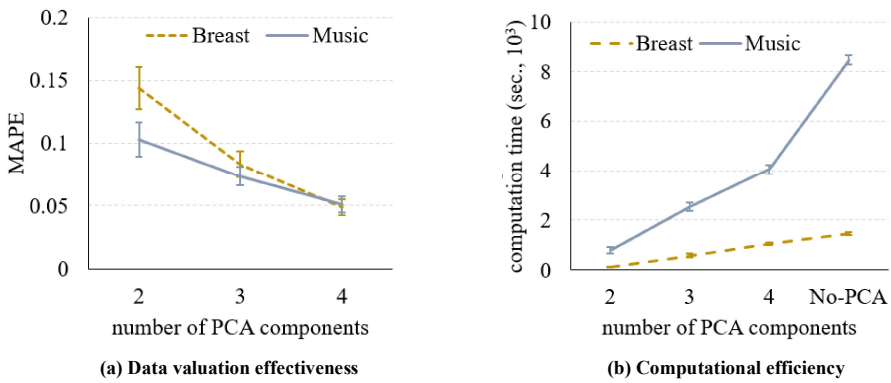 0.2
0.15
0.1
0.05
0
MAPE
Breast
Music
2 3 4
number of PCA components
(a) Data valuation effectiveness
10
8
6
4
2
0
computation time (sec., 10³)
Breast
Music
2 3 4 No-PCA
number of PCA components
(b) Computational efficiency